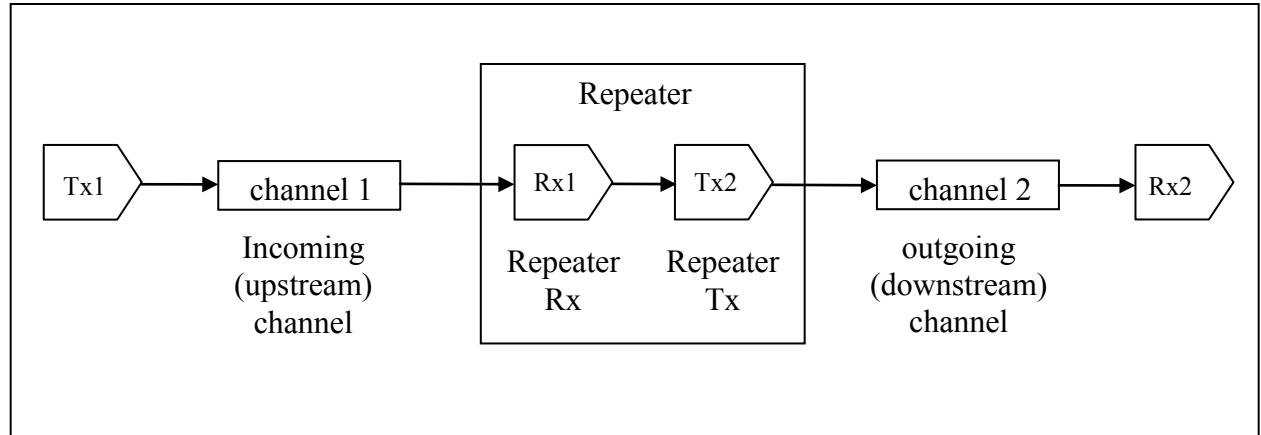 Repeater
Tx1
channel 1
Rx1
Tx2
channel 2
Rx2
Incoming
(upstream)
channel
Repeater
Rx
Repeater
Tx
outgoing
(downstream)
channel